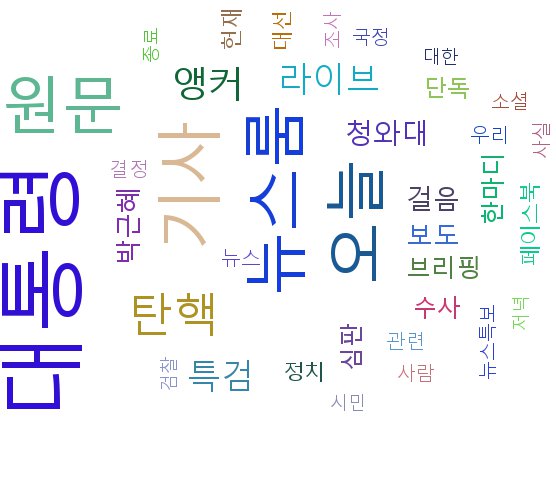 헌재
대선
조사
국정
종료
대한
앵커
라이브
단독
소셜
원문
청와대
우리
사실
기사
뉴스룸
결정
한마디
대통령
오늘
걸음
페이스북
박근혜
보도
뉴스
브리핑
탄핵
수사
저녁
심판
관련
뉴스특보
검찰
특검
정치
사람
시민